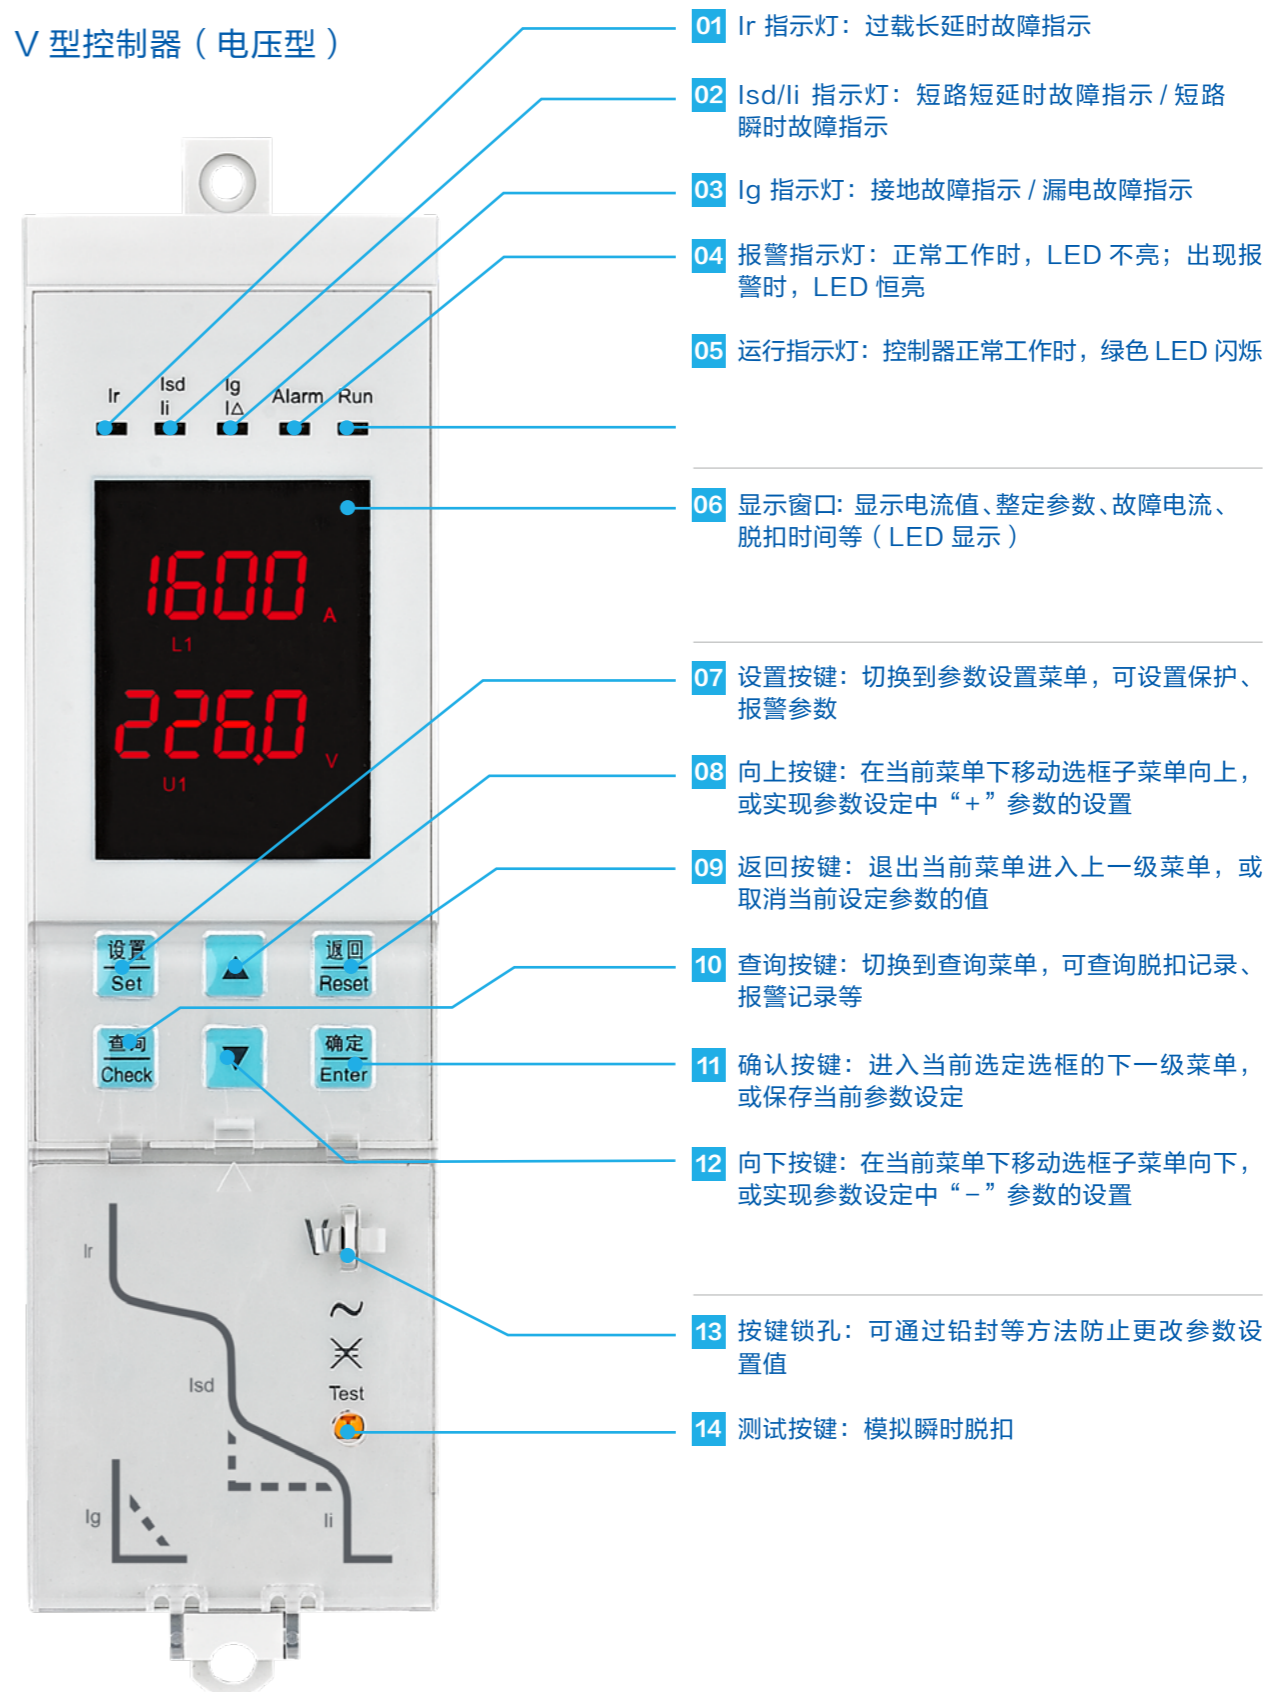 V 型控制器（电压型）
01 Ir 指示灯：过载长延时故障指示
02 Isd/Ii 指示灯：短路短延时故障指示 / 短路
瞬时故障指示
03 Ig 指示灯：接地故障指示 / 漏电故障指示
04 报警指示灯：正常工作时，LED 不亮；出现报
警时，LED 恒亮
05 运行指示灯：控制器正常工作时，绿色 LED 闪烁
06 显示窗口：显示电流值、整定参数、故障电流、
脱扣时间等（LED 显示）
07 设置按键：切换到参数设置菜单，可设置保护、
报警参数
08 向上按键：在当前菜单下移动选框子菜单向上，
或实现参数设定中“+”参数的设置
09 返回按键：退出当前菜单进入上一级菜单，或
取消当前设定参数的值
10 查询按键：切换到查询菜单，可查询脱扣记录、
报警记录等
11 确认按键：进入当前选定选框的下一级菜单，
或保存当前参数设定
12 向下按键：在当前菜单下移动选框子菜单向下，
或实现参数设定中“-”参数的设置
13 按键锁孔：可通过铅封等方法防止更改参数设
置值
14 测试按键：模拟瞬时脱扣
Ir Isd Ig Alarm Run
Ii I△
1600 A
L1
226.0 V
U1
设置 ▲ 返回
Set Reset
查询 ▼ 确定
Check Enter
Ir
V
Isd
Test
Ig
Ii